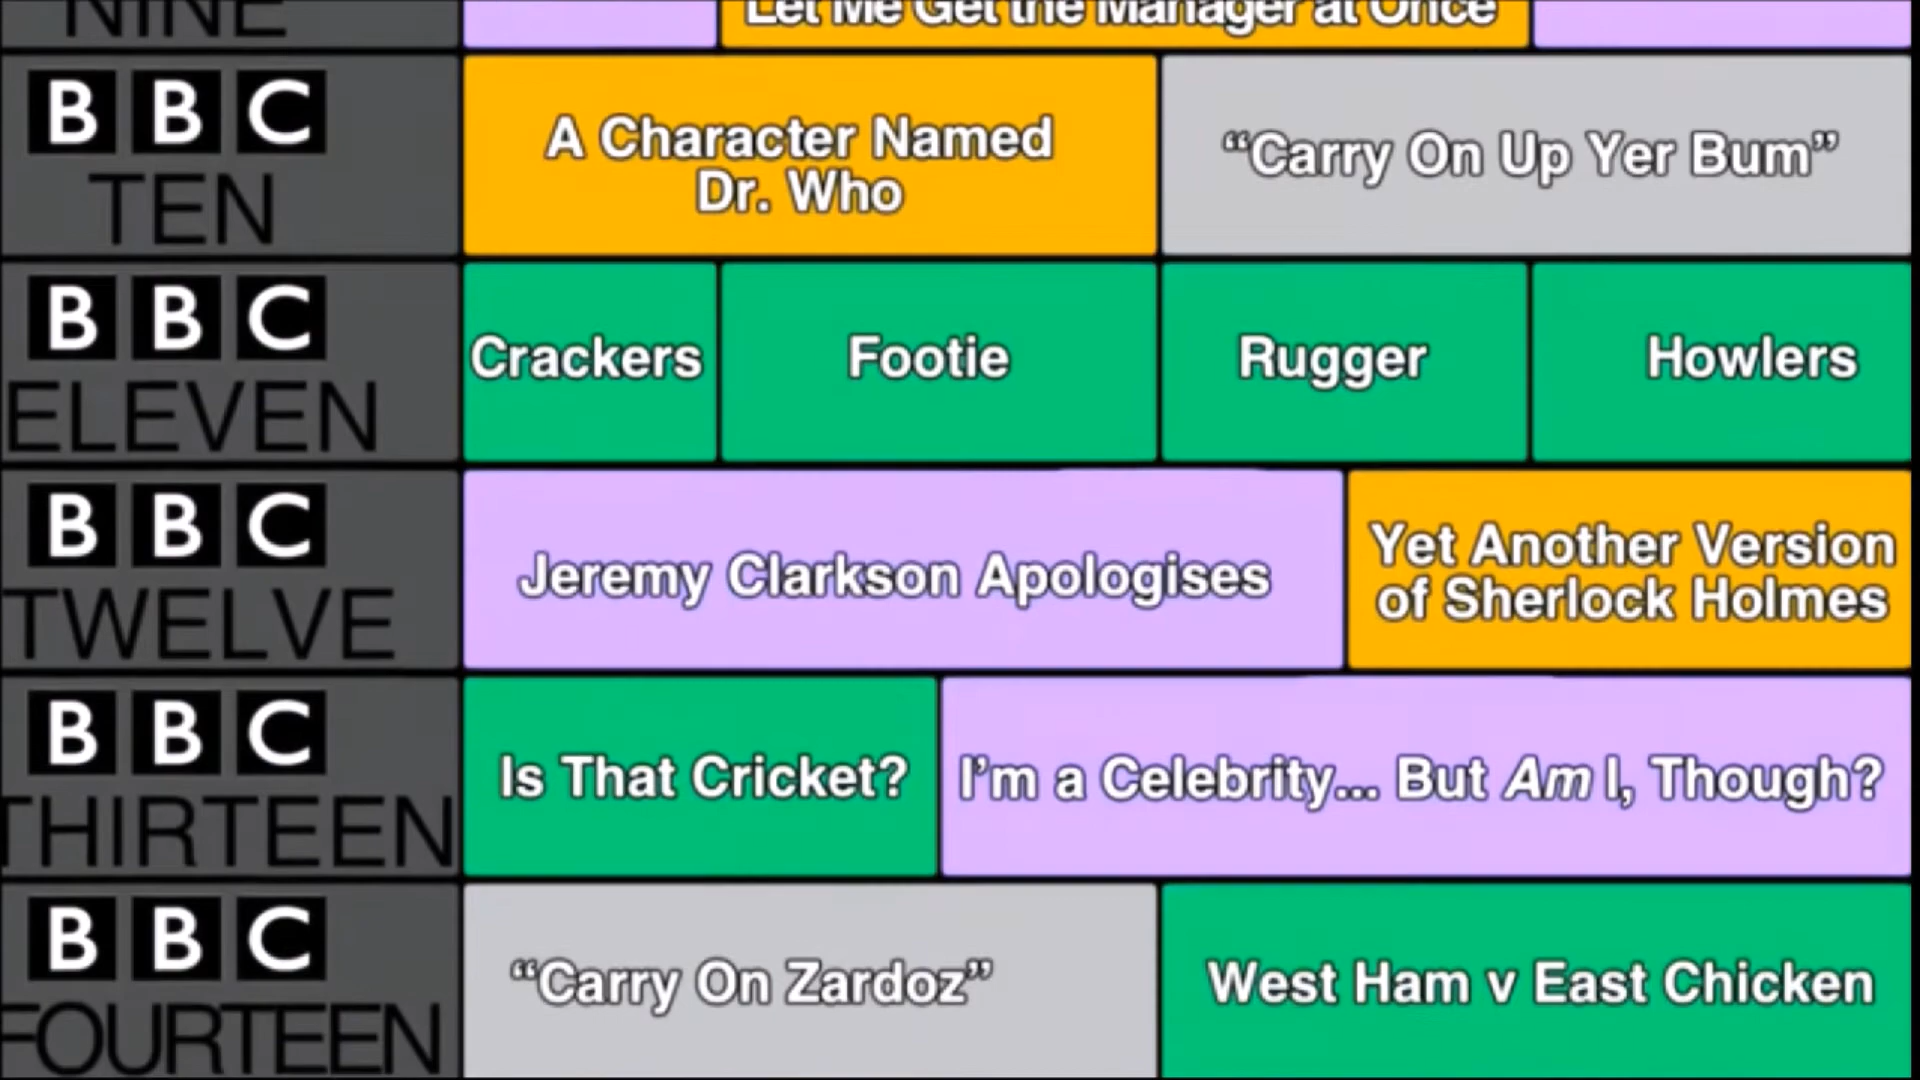 NINE
Let Me Get the Manager at Once
BBC
TEN
A Character Named
Dr. Who
“Carry On Up Yer Bum”
BBC
ELEVEN
Crackers
Footie
Rugger
Howlers
BBC
TWELVE
Jeremy Clarkson Apologises
Yet Another Version
of Sherlock Holmes
BBC
THIRTEEN
Is That Cricket?
I’m a Celebrity... But Am I, Though?
BBC
FOURTEEN
“Carry On Zardoz”
West Ham v East Chicken